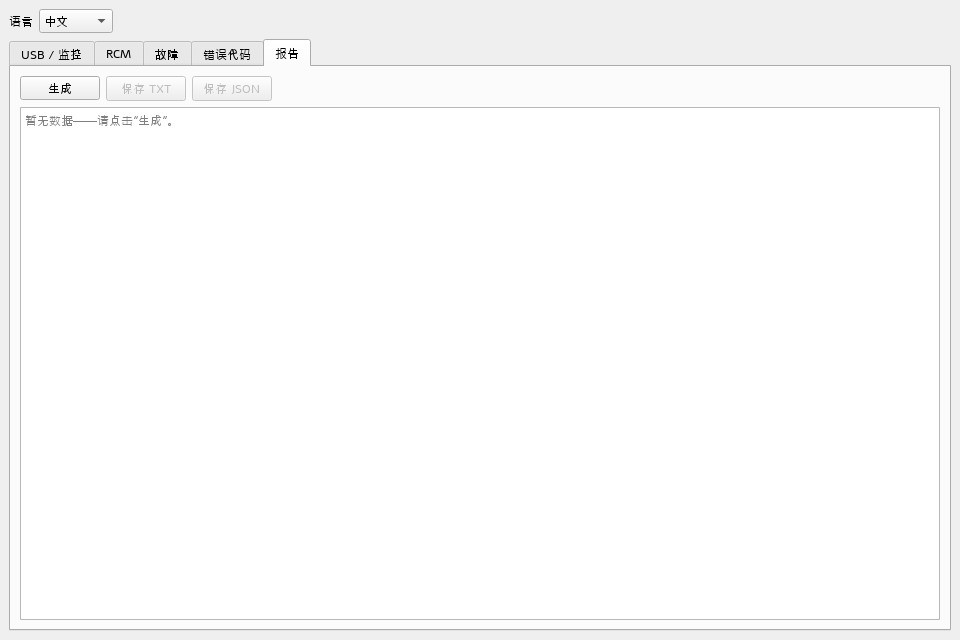 语言 中文
USB / 监控 RCM 故障 错误代码 报告
生成 保存 TXT 保存 JSON
暂无数据——请点击“生成”。